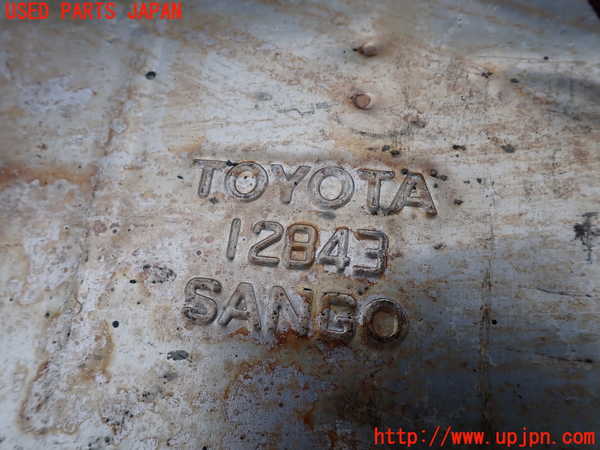 USED PARTS JAPAN
TOYOTA
12843
SANGO
http://www.upjpn.com